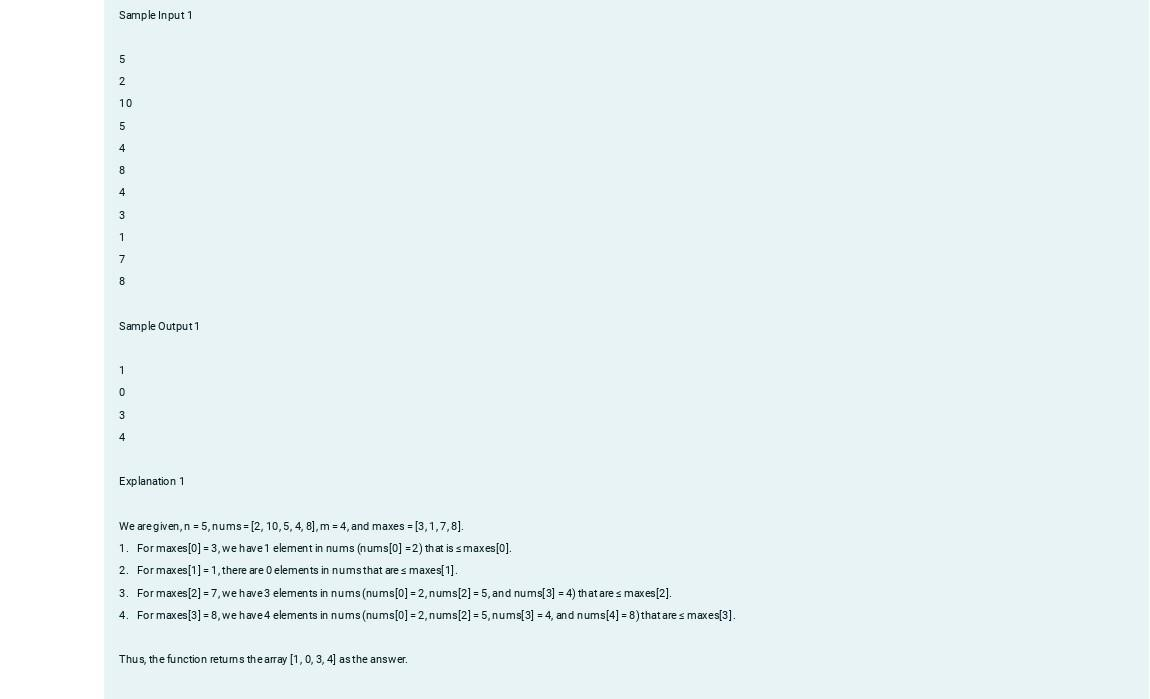 Sample Input 1
5
2
10
5
4
8
4
3
1
7
8
Sample Output 1
1
0
3
4
Explanation 1
We are given, n = 5, nums = [2, 10, 5, 4, 8], m = 4, and maxes = [3, 1, 7, 8].
1. For maxes[0] = 3, we have 1 element in nums (nums[0] = 2) that is ≤ maxes[0].
2. For maxes[1] = 1, there are 0 elements in nums that are ≤ maxes[1].
3. For maxes[2] = 7, we have 3 elements in nums (nums[0] = 2, nums[2] = 5, and nums[3] = 4) that are ≤ maxes[2].
4. For maxes[3] = 8, we have 4 elements in nums (nums[0] = 2, nums[2] = 5, nums[3] = 4, and nums[4] = 8) that are ≤ maxes[3].
Thus, the function returns the array [1, 0, 3, 4] as the answer.